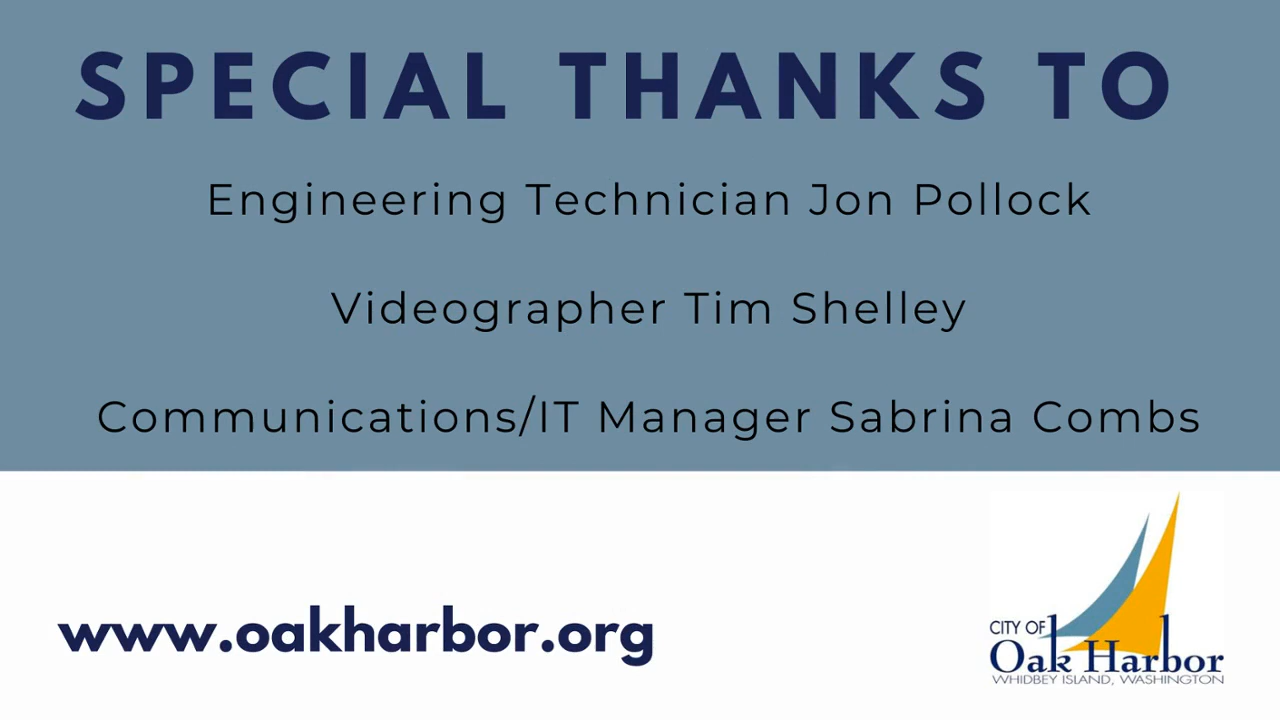 SPECIAL THANKS TO
Engineering Technician Jon Pollock
Videographer Tim Shelley
Communications/IT Manager Sabrina Combs
www.oakharbor.org
CITY OF
Oak Harbor
WHIDBEY ISLAND, WASHINGTON